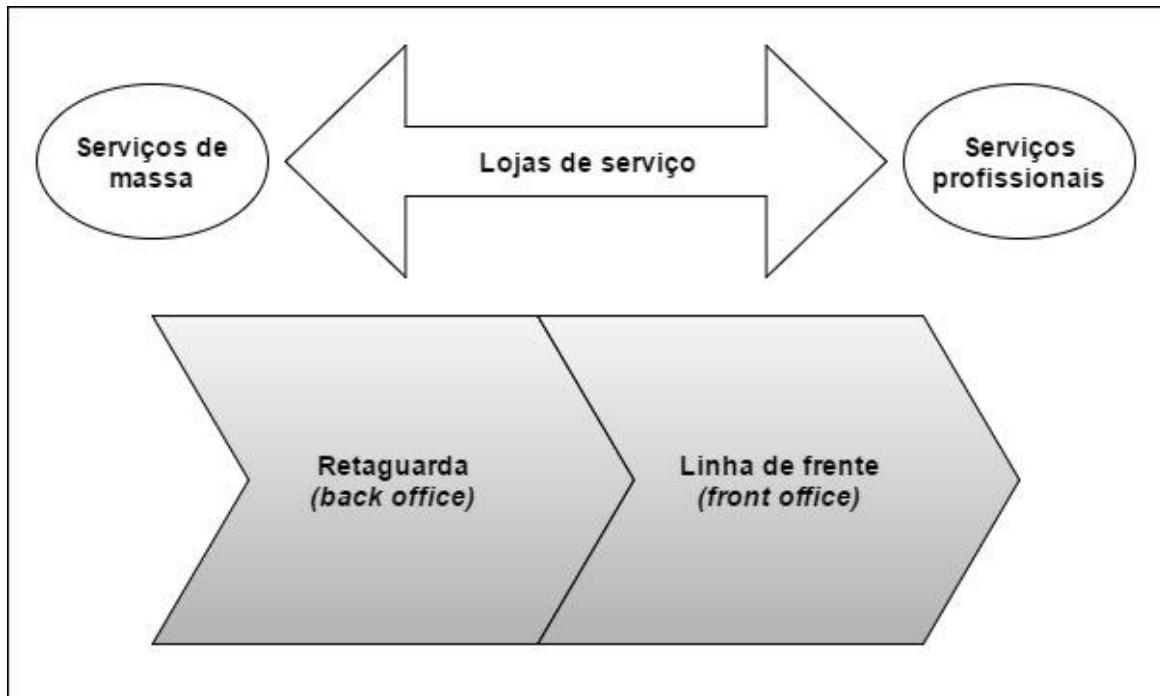 Serviços de
massa
Lojas de serviço
Serviços
profissionais
Retaguarda
(back office)
Linha de frente
(front office)